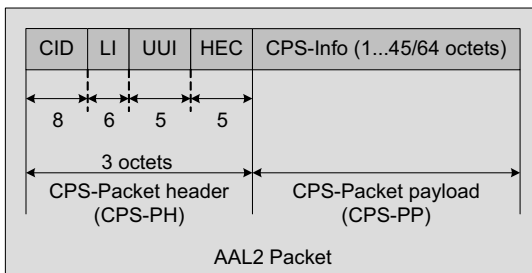 CID LI UUI HEC CPS-Info (1...45/64 octets)
8 6 5 5
3 octets
CPS-Packet header
(CPS-PH)
CPS-Packet payload
(CPS-PP)
AAL2 Packet